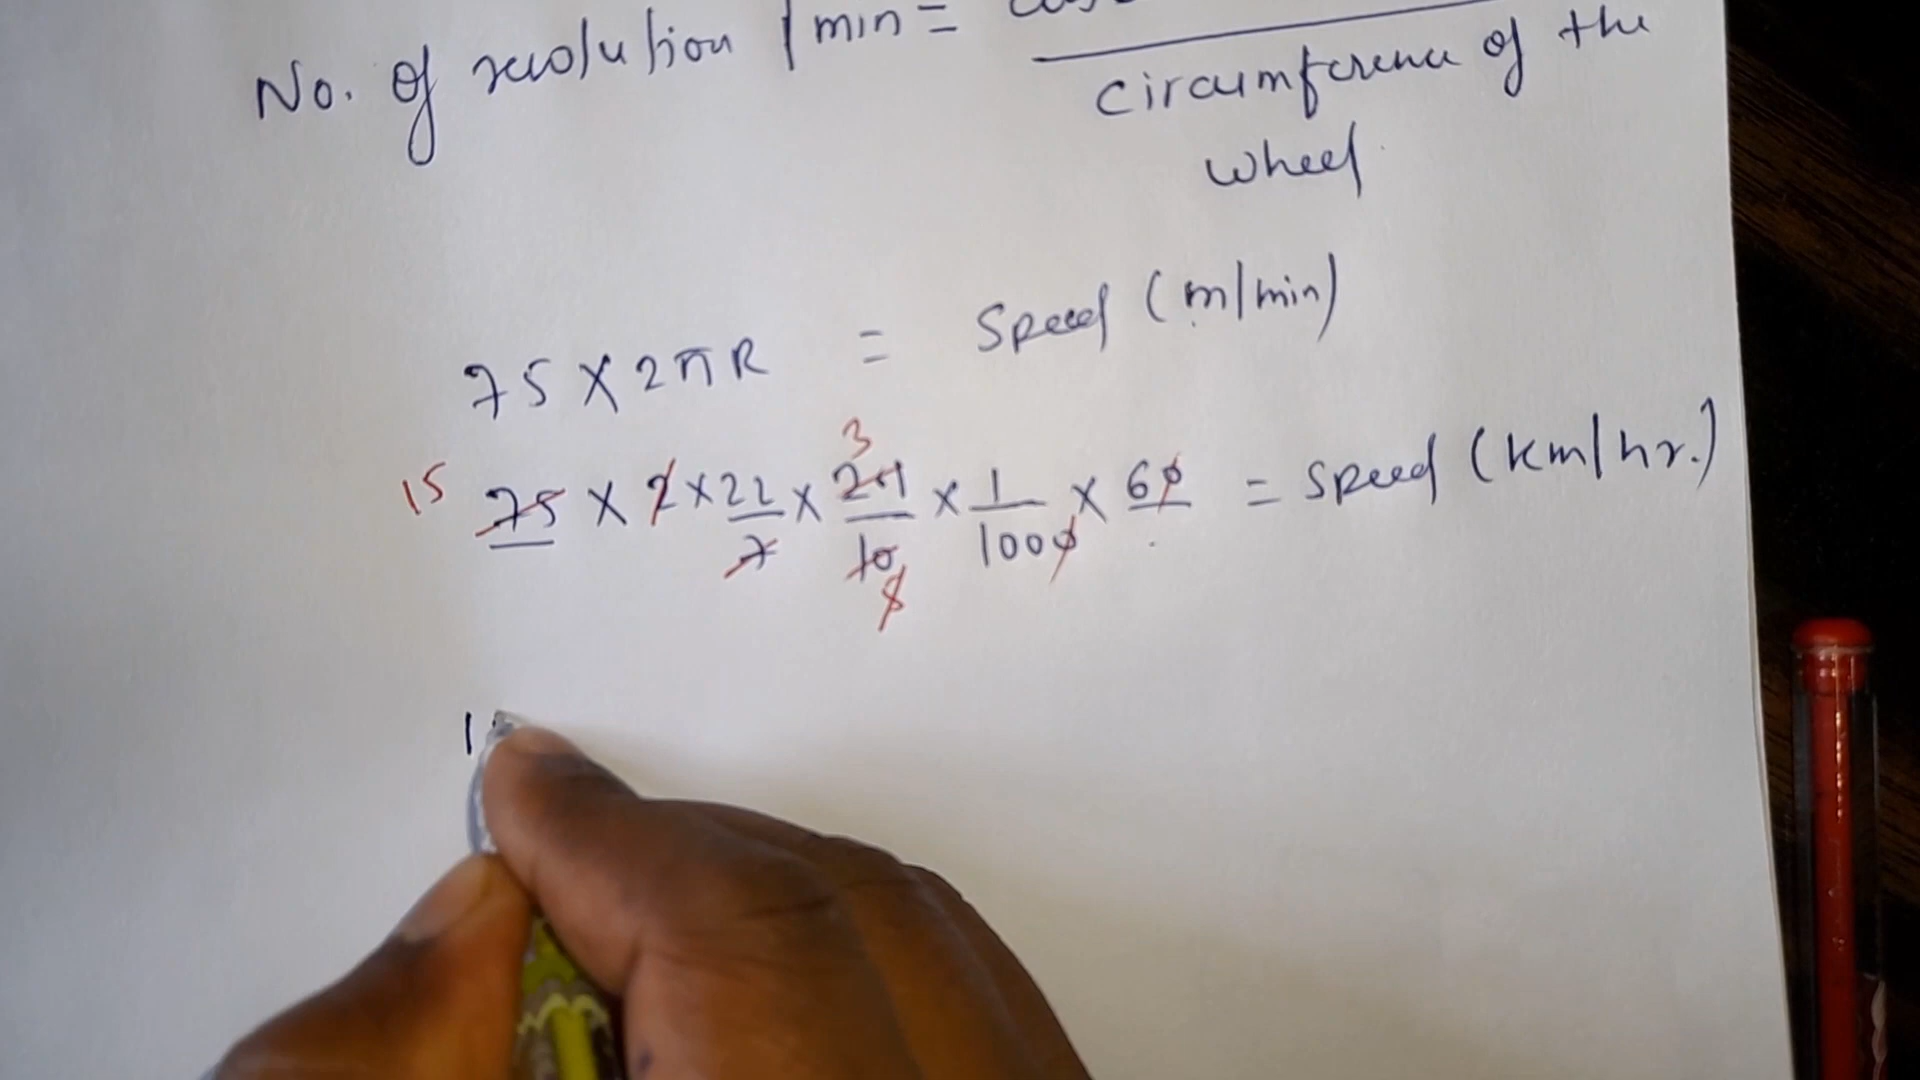 No. of revolution / min =
circumference of the
wheel
75 X 2πR = Speed (m/min)
3
15 75 X 2 X 22/7 X 21/10 X 1/1000 X 60 = Speed (km/hr.)
5
1